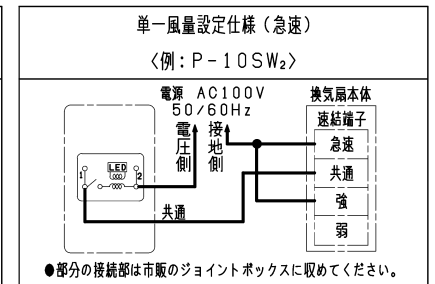 単一風量設定仕様（急速）
〈例：P-10SW₂〉
電源 AC100V
50/60Hz
電圧側
接地側
換気扇本体
速結端子
急速
共通
強
弱
LED
1
2
共通
●部分の接続部は市販のジョイントボックスに収めてください。